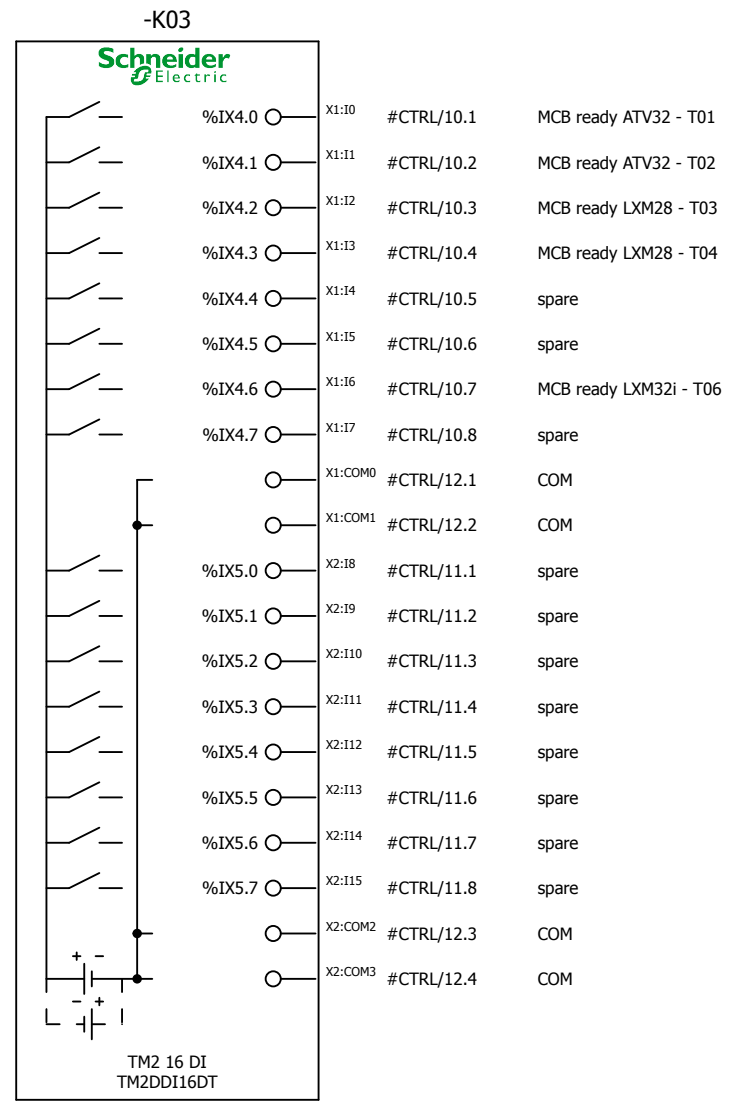 -K03
Schneider
Electric
%IX4.0 X1:I0 #CTRL/10.1 MCB ready ATV32 - T01
%IX4.1 X1:I1 #CTRL/10.2 MCB ready ATV32 - T02
%IX4.2 X1:I2 #CTRL/10.3 MCB ready LXM28 - T03
%IX4.3 X1:I3 #CTRL/10.4 MCB ready LXM28 - T04
%IX4.4 X1:I4 #CTRL/10.5 spare
%IX4.5 X1:I5 #CTRL/10.6 spare
%IX4.6 X1:I6 #CTRL/10.7 MCB ready LXM32i - T06
%IX4.7 X1:I7 #CTRL/10.8 spare
X1:COM0 #CTRL/12.1 COM
X1:COM1 #CTRL/12.2 COM
%IX5.0 X2:I8 #CTRL/11.1 spare
%IX5.1 X2:I9 #CTRL/11.2 spare
%IX5.2 X2:I10 #CTRL/11.3 spare
%IX5.3 X2:I11 #CTRL/11.4 spare
%IX5.4 X2:I12 #CTRL/11.5 spare
%IX5.5 X2:I13 #CTRL/11.6 spare
%IX5.6 X2:I14 #CTRL/11.7 spare
%IX5.7 X2:I15 #CTRL/11.8 spare
X2:COM2 #CTRL/12.3 COM
+ -
X2:COM3 #CTRL/12.4 COM
- +
TM2 16 DI
TM2DDI16DT